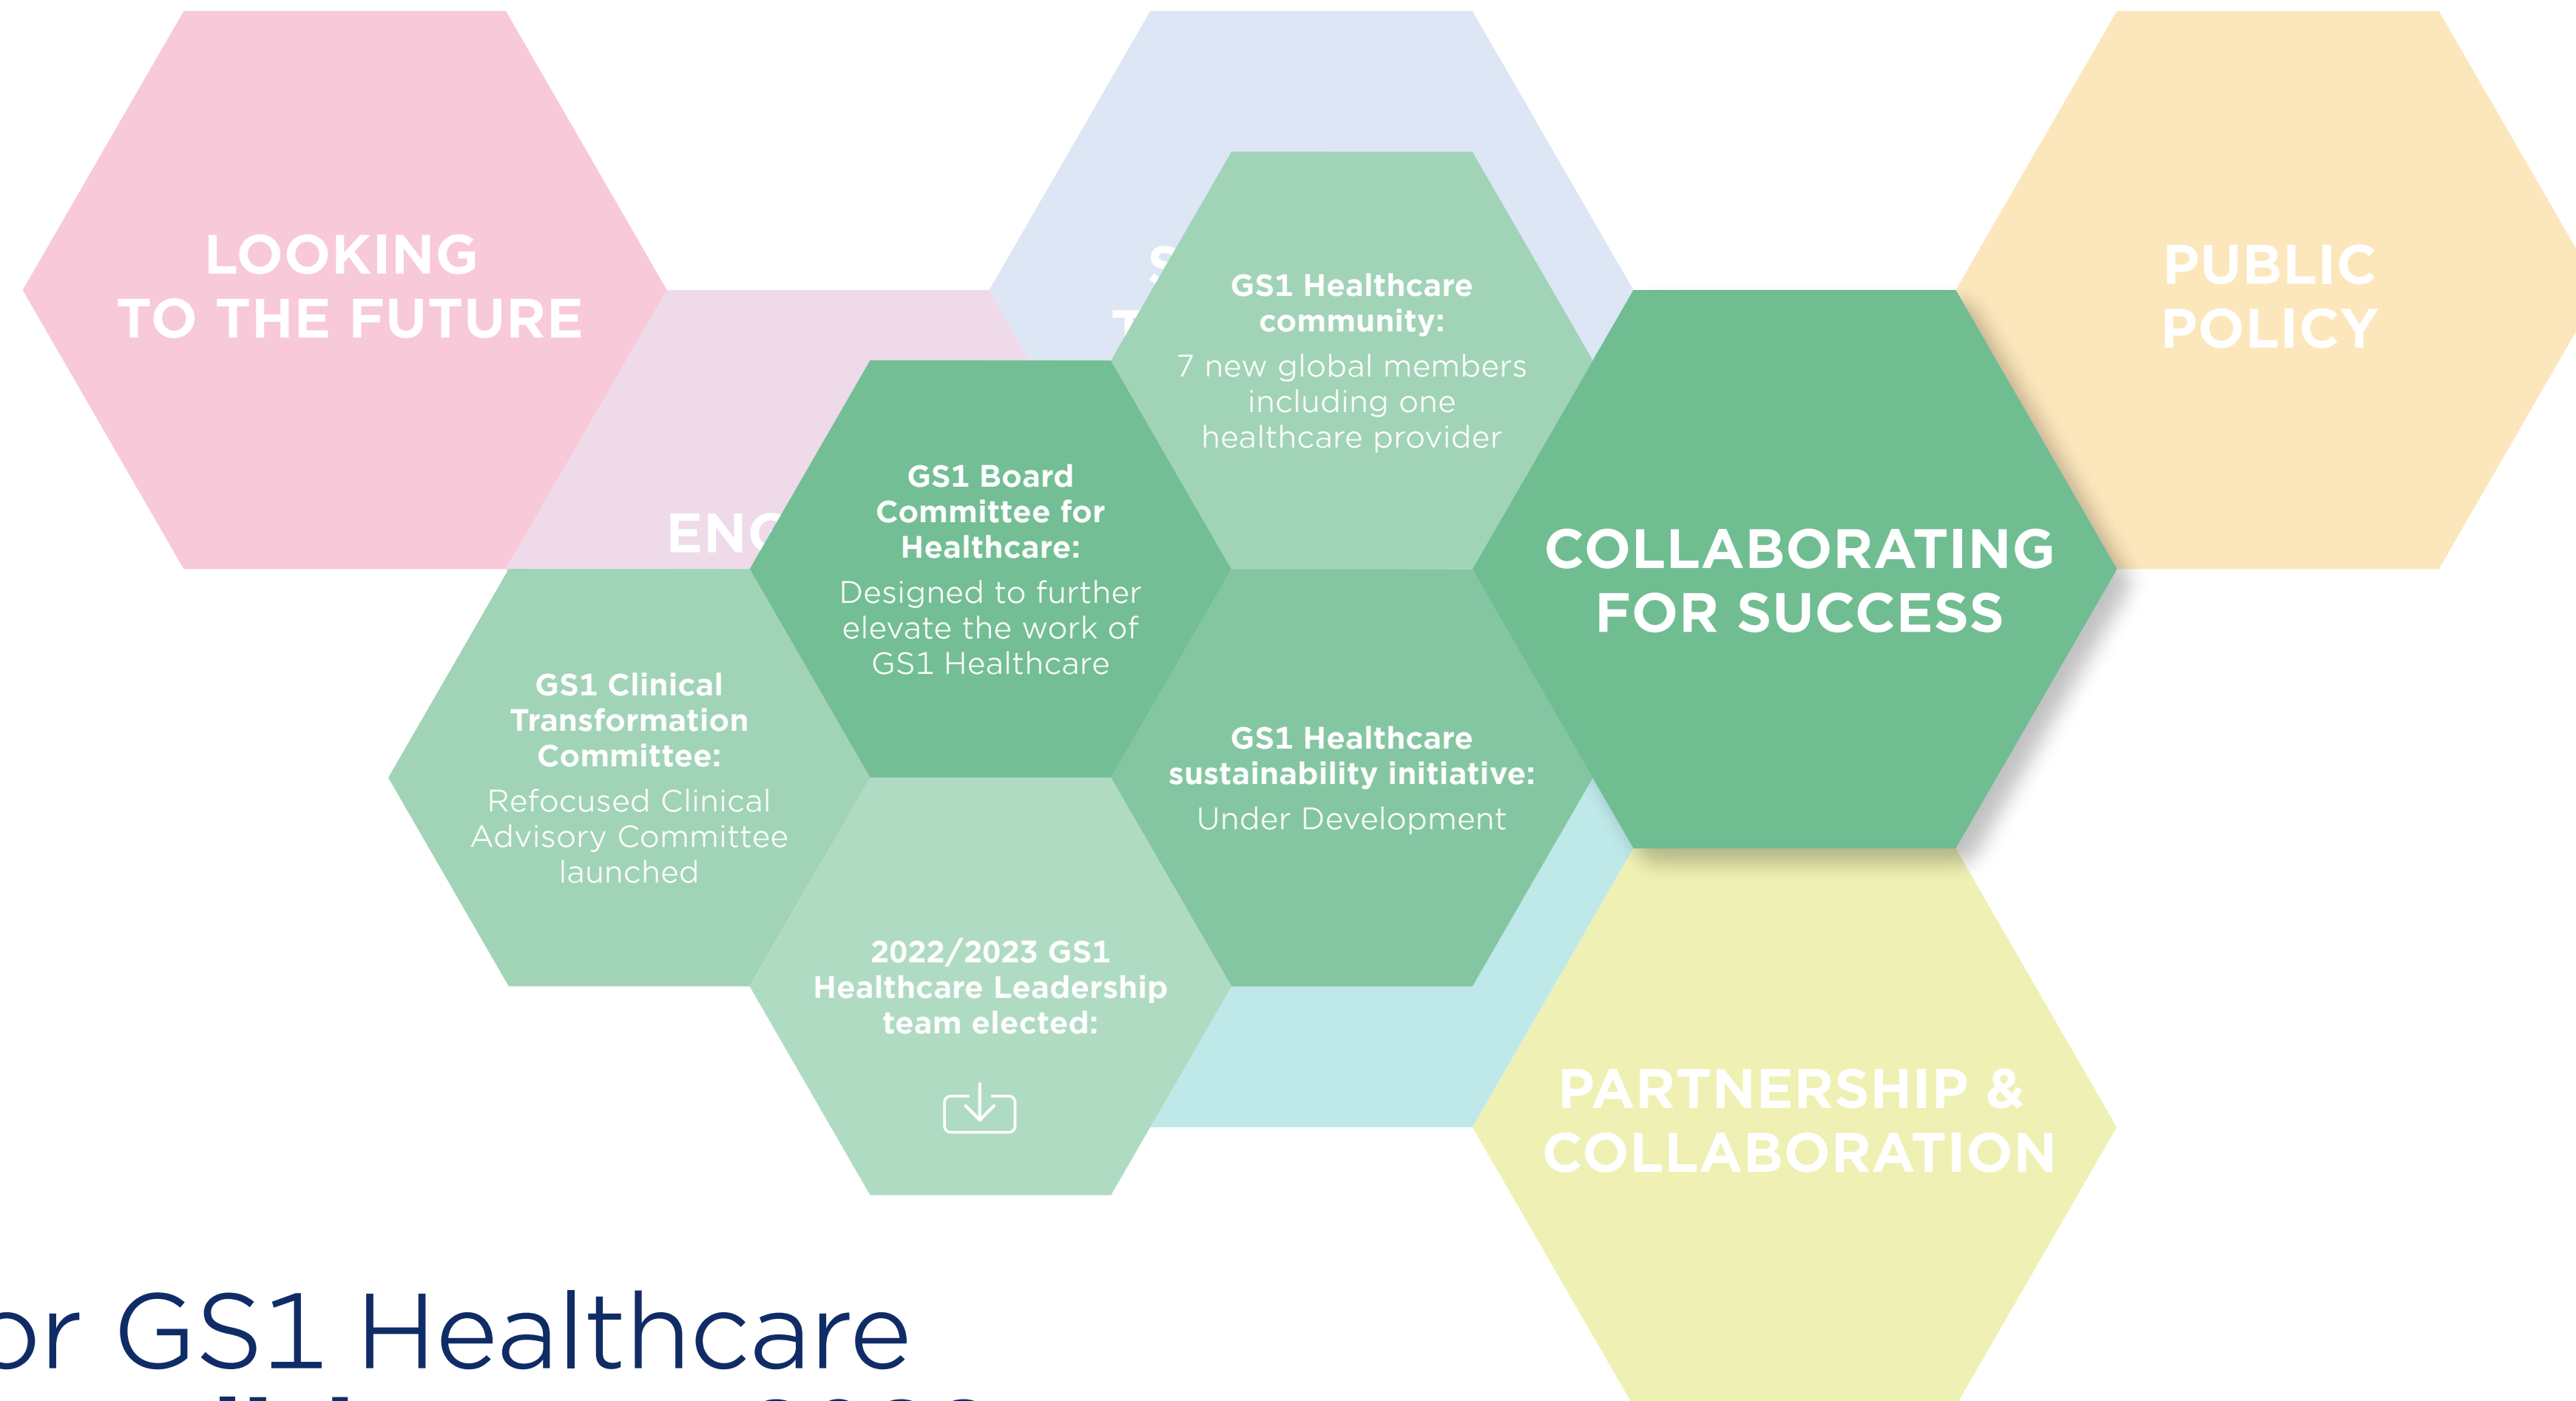 LOOKING
TO THE FUTURE
PUBLIC
POLICY
GS1 Healthcare
community:
7 new global members
including one
healthcare provider
GS1 Board
Committee for
Healthcare:
Designed to further
elevate the work of
GS1 Healthcare
COLLABORATING
FOR SUCCESS
GS1 Clinical
Transformation
Committee:
Refocused Clinical
Advisory Committee
launched
GS1 Healthcare
sustainability initiative:
Under Development
2022/2023 GS1
Healthcare Leadership
team elected:
PARTNERSHIP &
COLLABORATION
or GS1 Healthcare